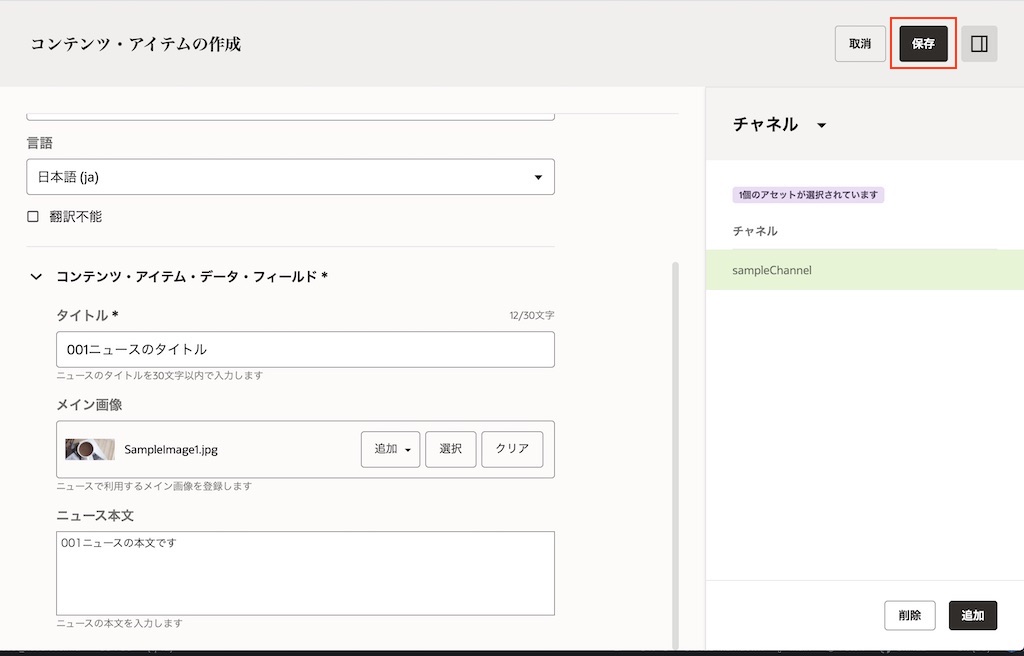 コンテンツ・アイテムの作成
取消
保存
言語
日本語 (ja)
翻訳不能
コンテンツ・アイテム・データ・フィールド *
タイトル *
12/30文字
001ニュースのタイトル
ニュースのタイトルを30文字以内で入力します
メイン画像
SampleImage1.jpg
追加
選択
クリア
ニュースで利用するメイン画像を登録します
ニュース本文
001ニュースの本文です
ニュースの本文を入力します
チャネル
1個のアセットが選択されています
チャネル
sampleChannel
削除
追加